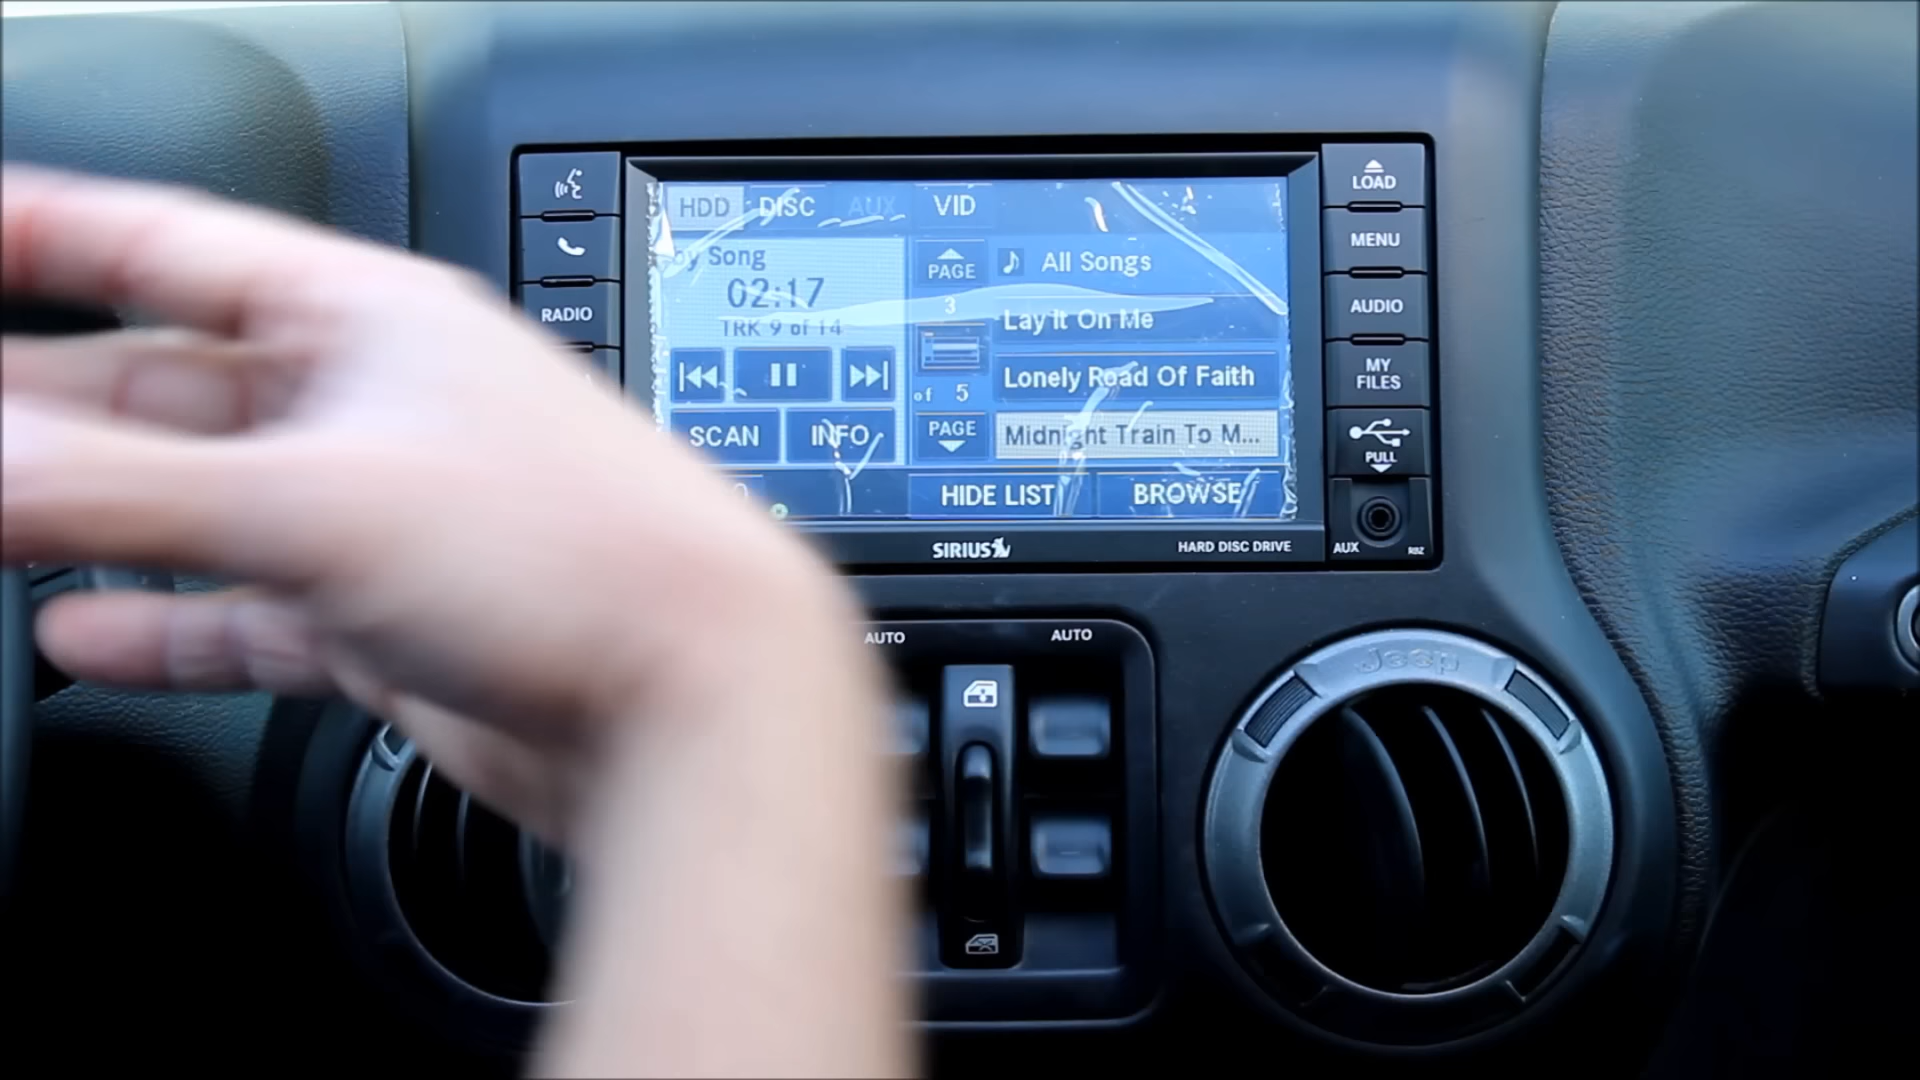 HDD DISC AUX VID
by Song
02:17
TRK 9 of 14
SCAN INFO
PAGE
3
of 5
PAGE
All Songs
Lay It On Me
Lonely Road Of Faith
Midnight Train To M...
HIDE LIST BROWSE
RADIO
LOAD
MENU
AUDIO
MY
FILES
PULL
AUX RBZ
SIRIUS
HARD DISC DRIVE
AUTO AUTO
Jeep